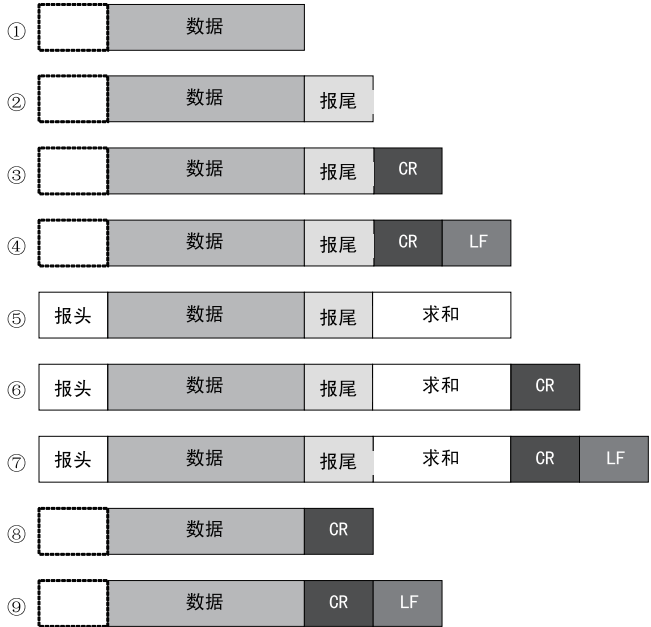 ① 数据
② 数据 报尾
③ 数据 报尾 CR
④ 数据 报尾 CR LF
⑤ 报头 数据 报尾 求和
⑥ 报头 数据 报尾 求和 CR
⑦ 报头 数据 报尾 求和 CR LF
⑧ 数据 CR
⑨ 数据 CR LF